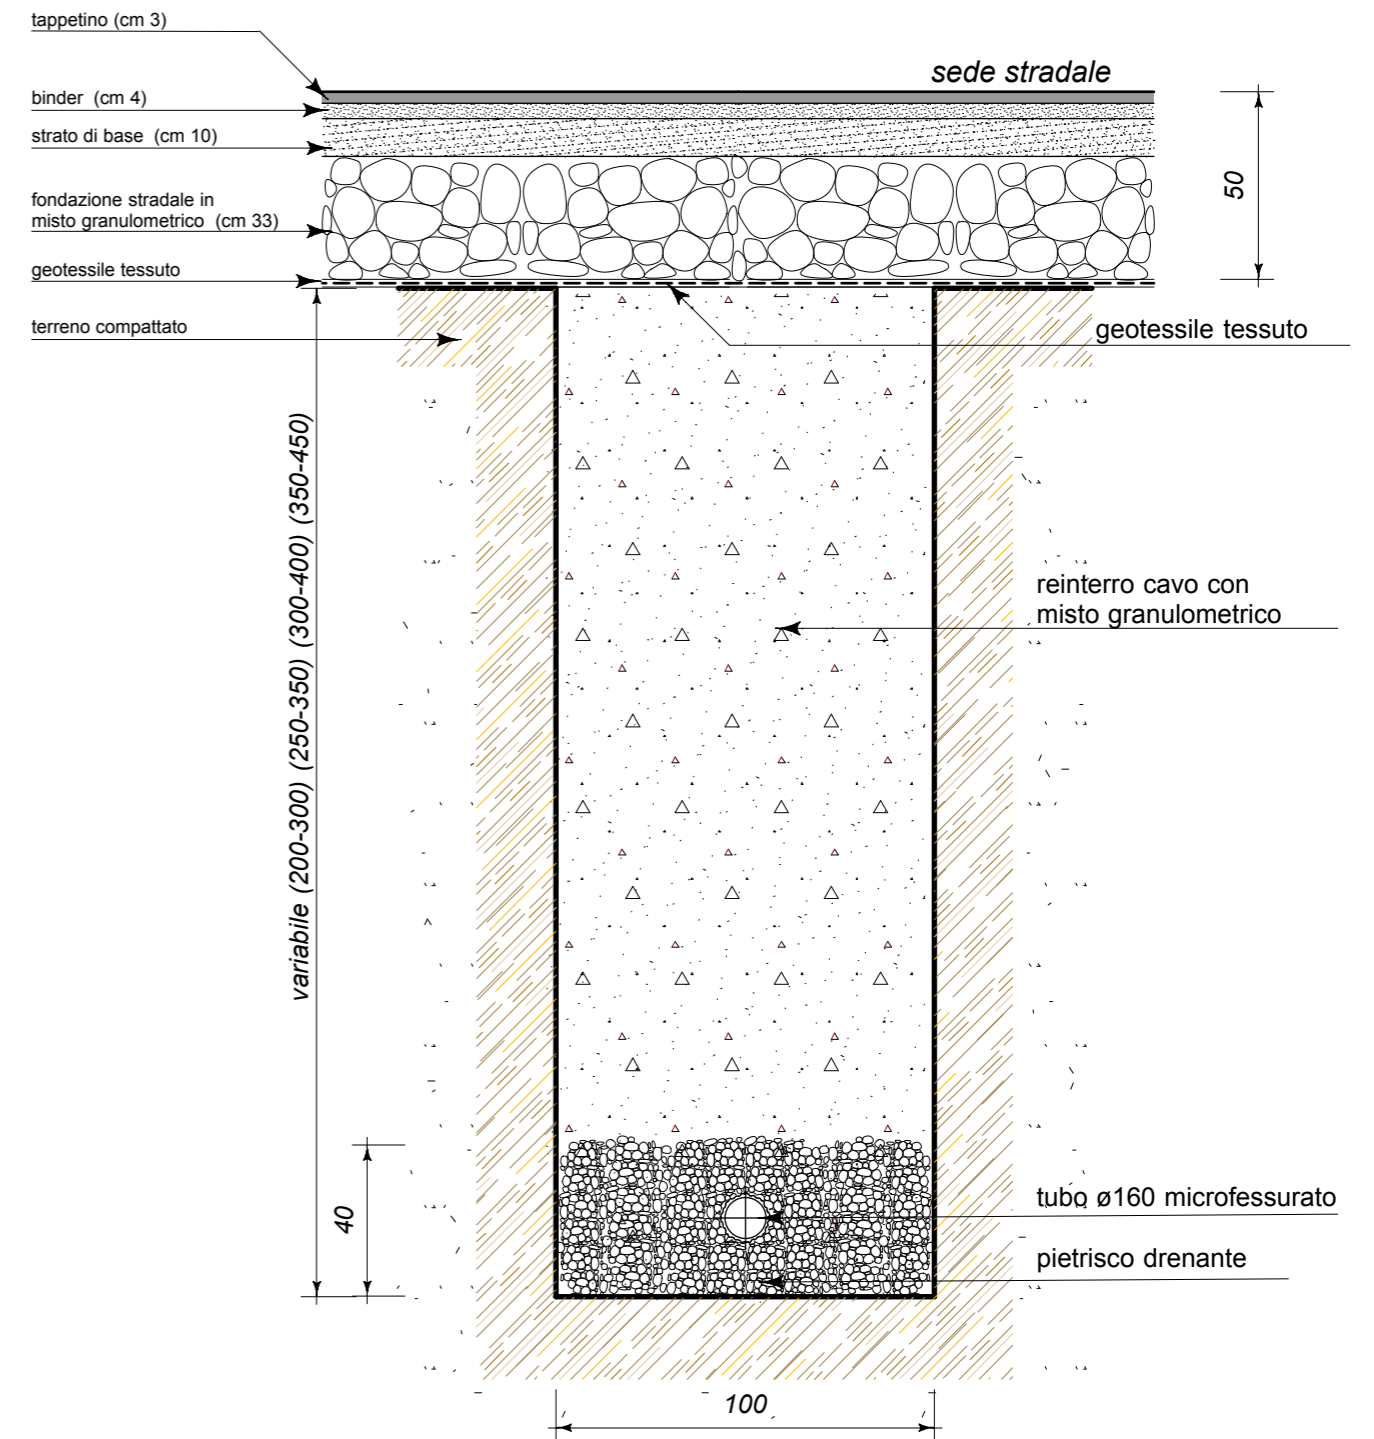 tappetino (cm 3)
sede stradale
binder (cm 4)
strato di base (cm 10)
50
fondazione stradale in
misto granulometrico (cm 33)
geotessile tessuto
terreno compattato
geotessile tessuto
variabile (200-300) (250-350) (300-400) (350-450)
reinterro cavo con
misto granulometrico
40
tubo ø160 microfessurato
pietrisco drenante
100